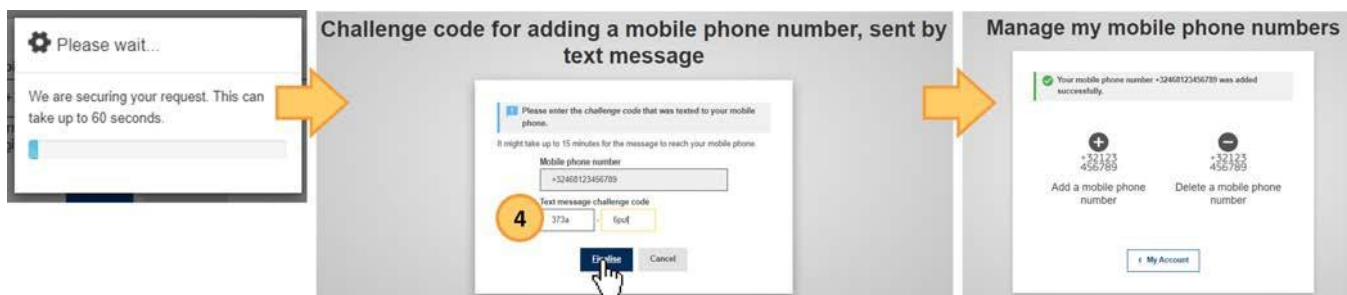 Please wait...
We are securing your request. This can
take up to 60 seconds.
Challenge code for adding a mobile phone number, sent by
text message
Please enter the challenge code that was texted to your mobile
phone.
It might take up to 15 minutes for the message to reach your mobile phone.
Mobile phone number
+32468123456789
Text message challenge code
4
373a - 6put
Finalise Cancel
Manage my mobile phone numbers
Your mobile phone number +32468123456789 was added
successfully.
+32123
456789
Add a mobile phone
number
+32123
456789
Delete a mobile phone
number
‹ My Account